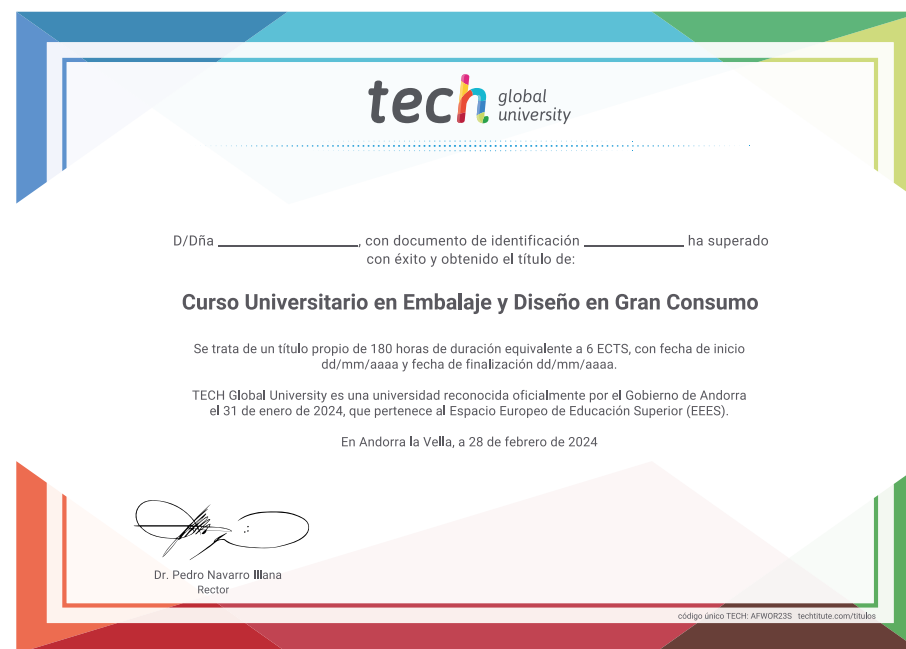 tech global university
D/Dña ____________________, con documento de identificación ______________ ha superado
con éxito y obtenido el título de:
Curso Universitario en Embalaje y Diseño en Gran Consumo
Se trata de un título propio de 180 horas de duración equivalente a 6 ECTS, con fecha de inicio
dd/mm/aaaa y fecha de finalización dd/mm/aaaa.
TECH Global University es una universidad reconocida oficialmente por el Gobierno de Andorra
el 31 de enero de 2024, que pertenece al Espacio Europeo de Educación Superior (EEES).
En Andorra la Vella, a 28 de febrero de 2024
Dr. Pedro Navarro Illana
Rector
código único TECH: AFWOR23S techtitute.com/titulos